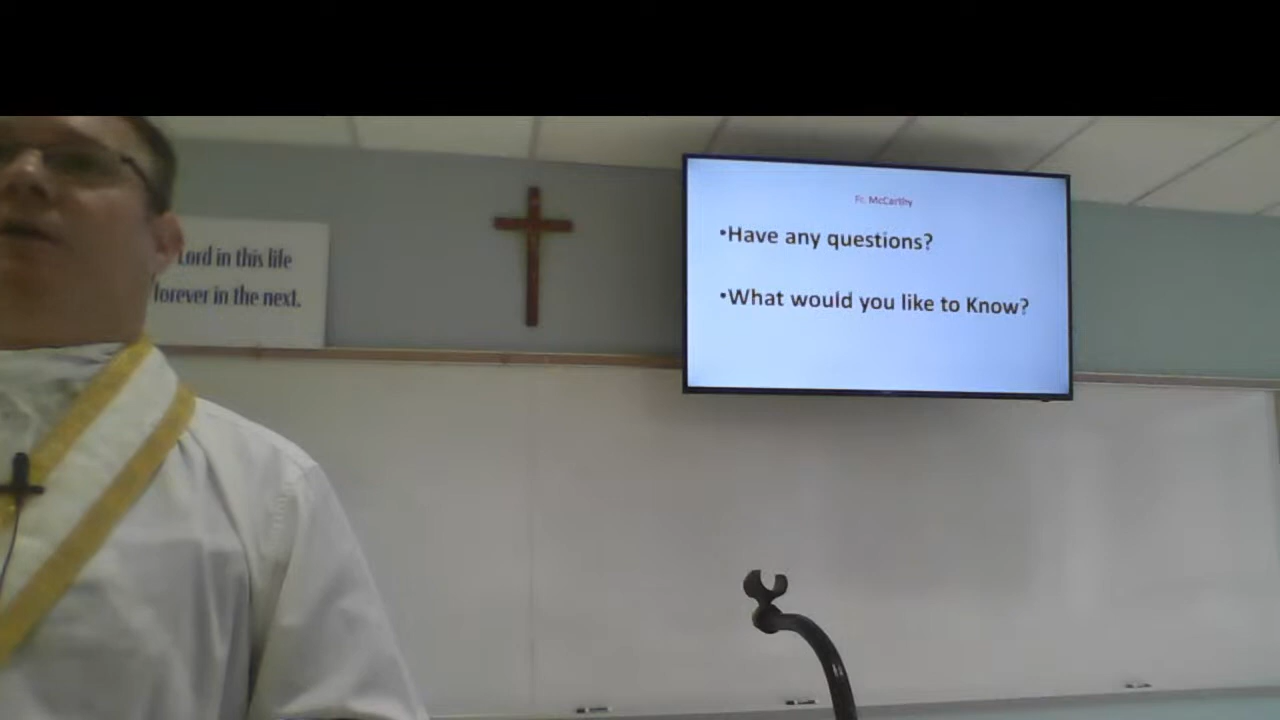 Lord in this life
forever in the next.
Fr. McCarthy
•Have any questions?
•What would you like to Know?